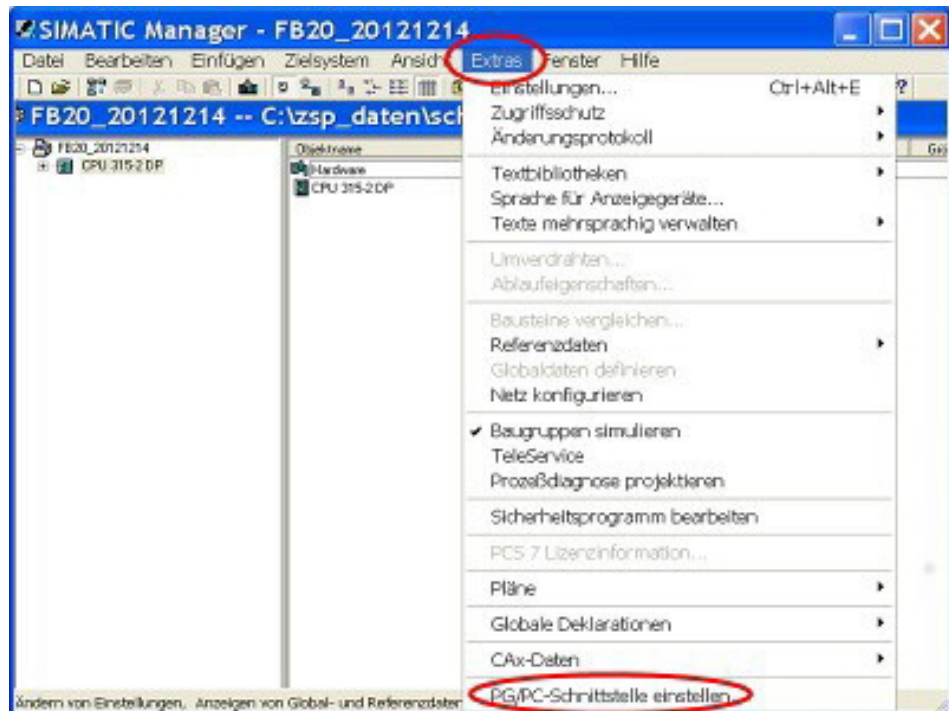 SIMATIC Manager - FB20_20121214
Datei Bearbeiten Einfügen Zielsystem Ansicht Extras Fenster Hilfe
FB20_20121214 -- C:\zsp_daten\sc
FB20_20121214
CPU 315-2 DP
Objektname
Hardware
CPU 315-2 DP
Grö
Einstellungen... Ctrl+Alt+E
Zugriffsschutz
Änderungsprotokoll
Textbibliotheken
Sprache für Anzeigegeräte...
Texte mehrsprachig verwalten
Umverdrahten...
Ablaufeigenschaften...
Bausteine vergleichen...
Referenzdaten
Globaldaten definieren
Netz konfigurieren
Baugruppen simulieren
TeleService
Prozeßdiagnose projektieren
Sicherheitsprogramm bearbeiten
PCS 7 Lizenzinformation...
Pläne
Globale Deklarationen
CAx-Daten
PG/PC-Schnittstelle einstellen
Ändern von Einstellungen, Anzeigen von Global- und Referenzdaten